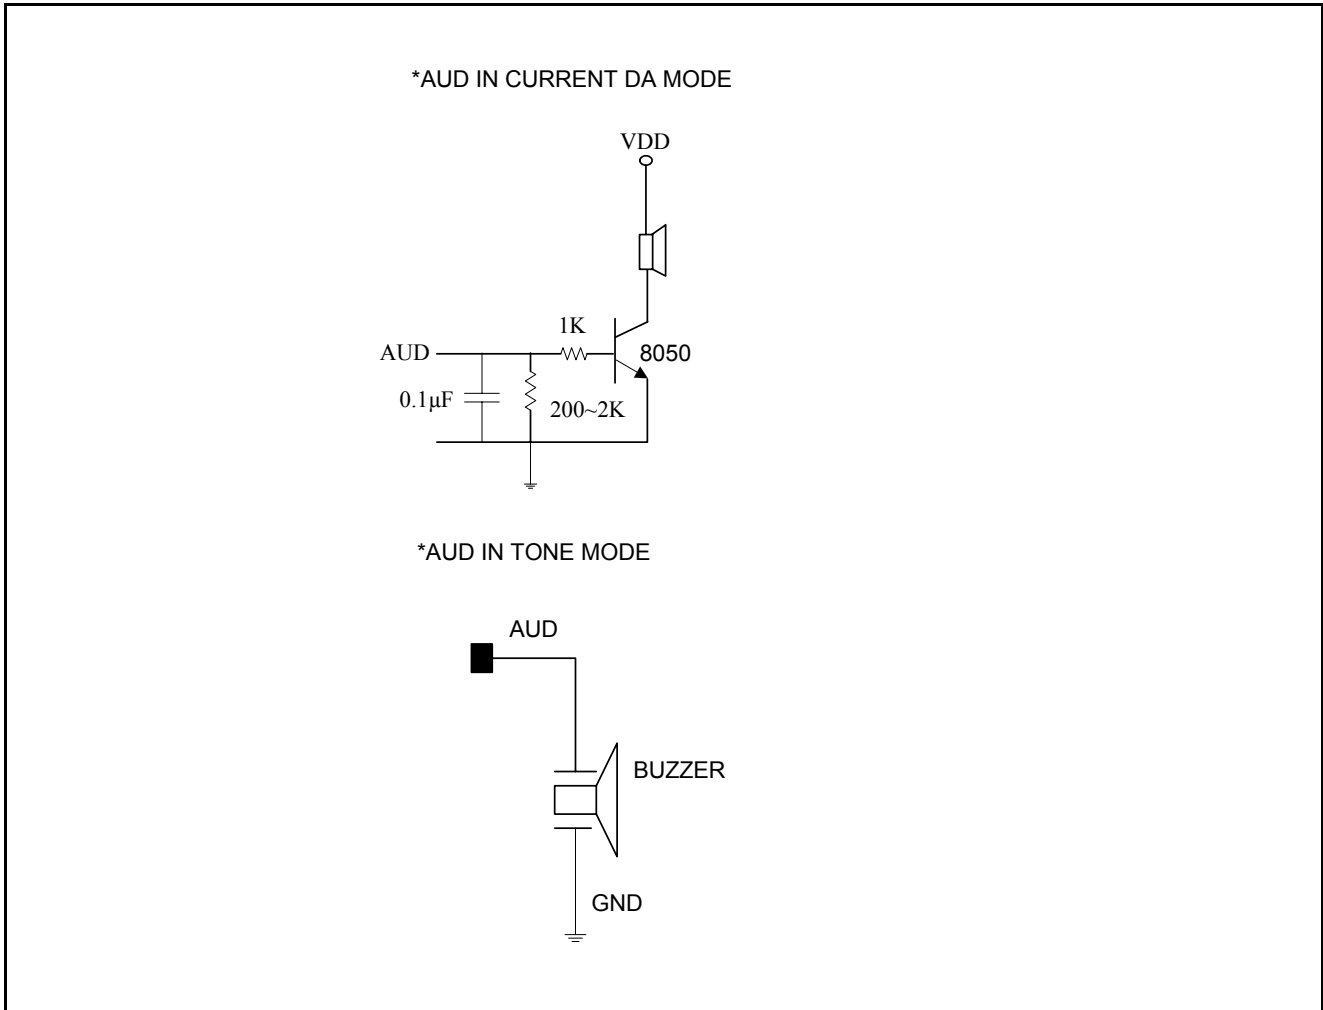 *AUD IN CURRENT DA MODE
VDD
1K
AUD
8050
0.1µF
200~2K
*AUD IN TONE MODE
AUD
BUZZER
GND